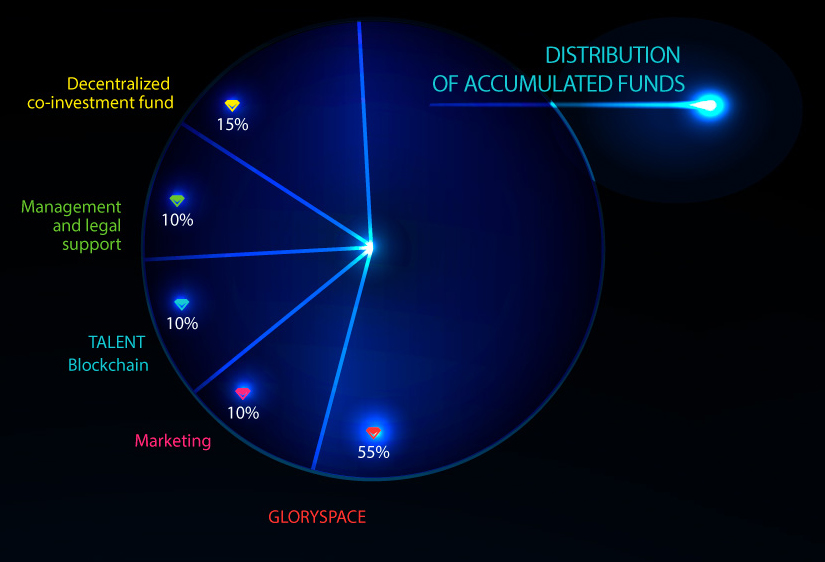 DISTRIBUTION
OF ACCUMULATED FUNDS
Decentralized
co-investment fund
15%
Management
and legal
support
10%
TALENT
Blockchain
10%
Marketing
10%
55%
GLORYSPACE